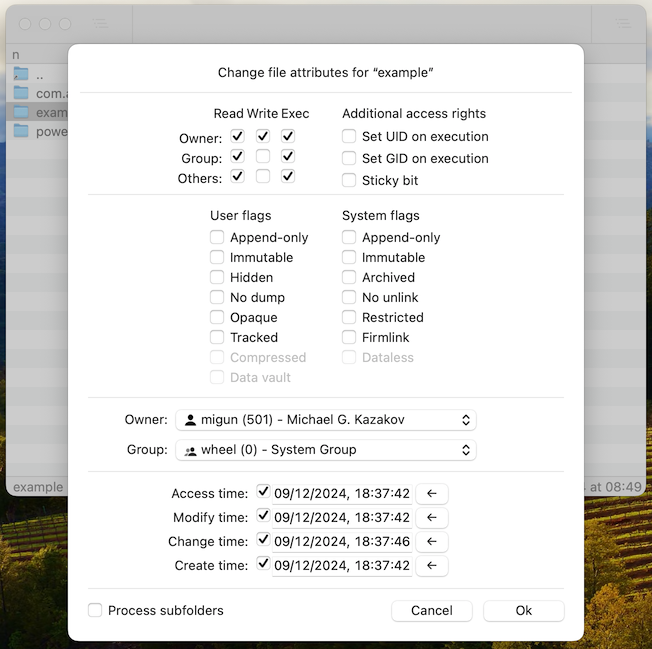 n
Change file attributes for “example”
..
com.a
exam
powe
Read Write Exec
Additional access rights
Owner:
Set UID on execution
Group:
Set GID on execution
Others:
Sticky bit
User flags
System flags
Append-only
Append-only
Immutable
Immutable
Hidden
Archived
No dump
No unlink
Opaque
Restricted
Tracked
Firmlink
Compressed
Dataless
Data vault
Owner: migun (501) - Michael G. Kazakov
Group: wheel (0) - System Group
example
at 08:49
Access time: 09/12/2024, 18:37:42
Modify time: 09/12/2024, 18:37:42
Change time: 09/12/2024, 18:37:46
Create time: 09/12/2024, 18:37:42
Process subfolders
Cancel
Ok